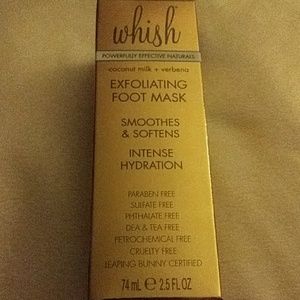 whish
POWERFULLY EFFECTIVE NATURALS
coconut milk + verbena
EXFOLIATING
FOOT MASK
SMOOTHES
& SOFTENS
INTENSE
HYDRATION
PARABEN FREE
SULFATE FREE
PHTHALATE FREE
DEA & TEA FREE
PETROCHEMICAL FREE
CRUELTY FREE
LEAPING BUNNY CERTIFIED
74 mL ℮ 2.5 FL OZ